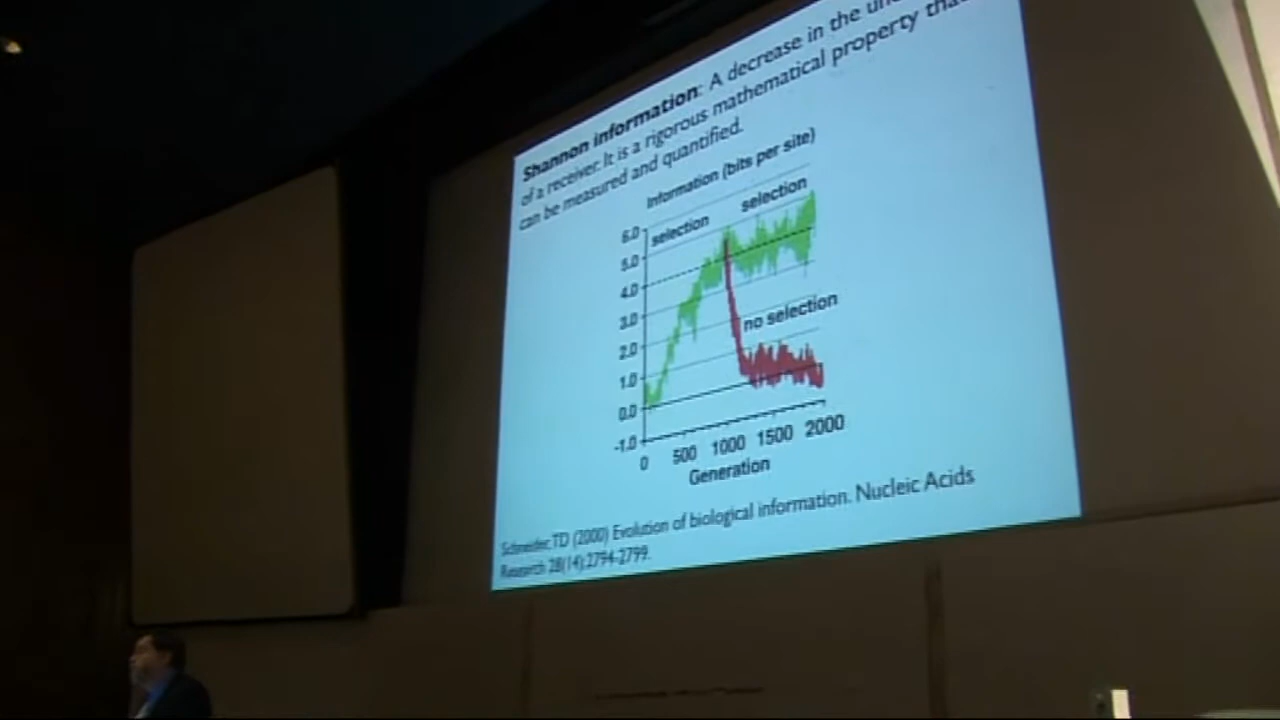 Shannon information: A decrease in the
of a receiver. It is a rigorous mathematical property
can be measured and quantified.
Information (bits per site)
selection
selection
6.0
5.0
4.0
3.0
no selection
2.0
1.0
0.0
-1.0
0 500 1000 1500 2000
Generation
Schneider, TD (2000) Evolution of biological information. Nucleic Acids
Research 28(14):2794-2799.